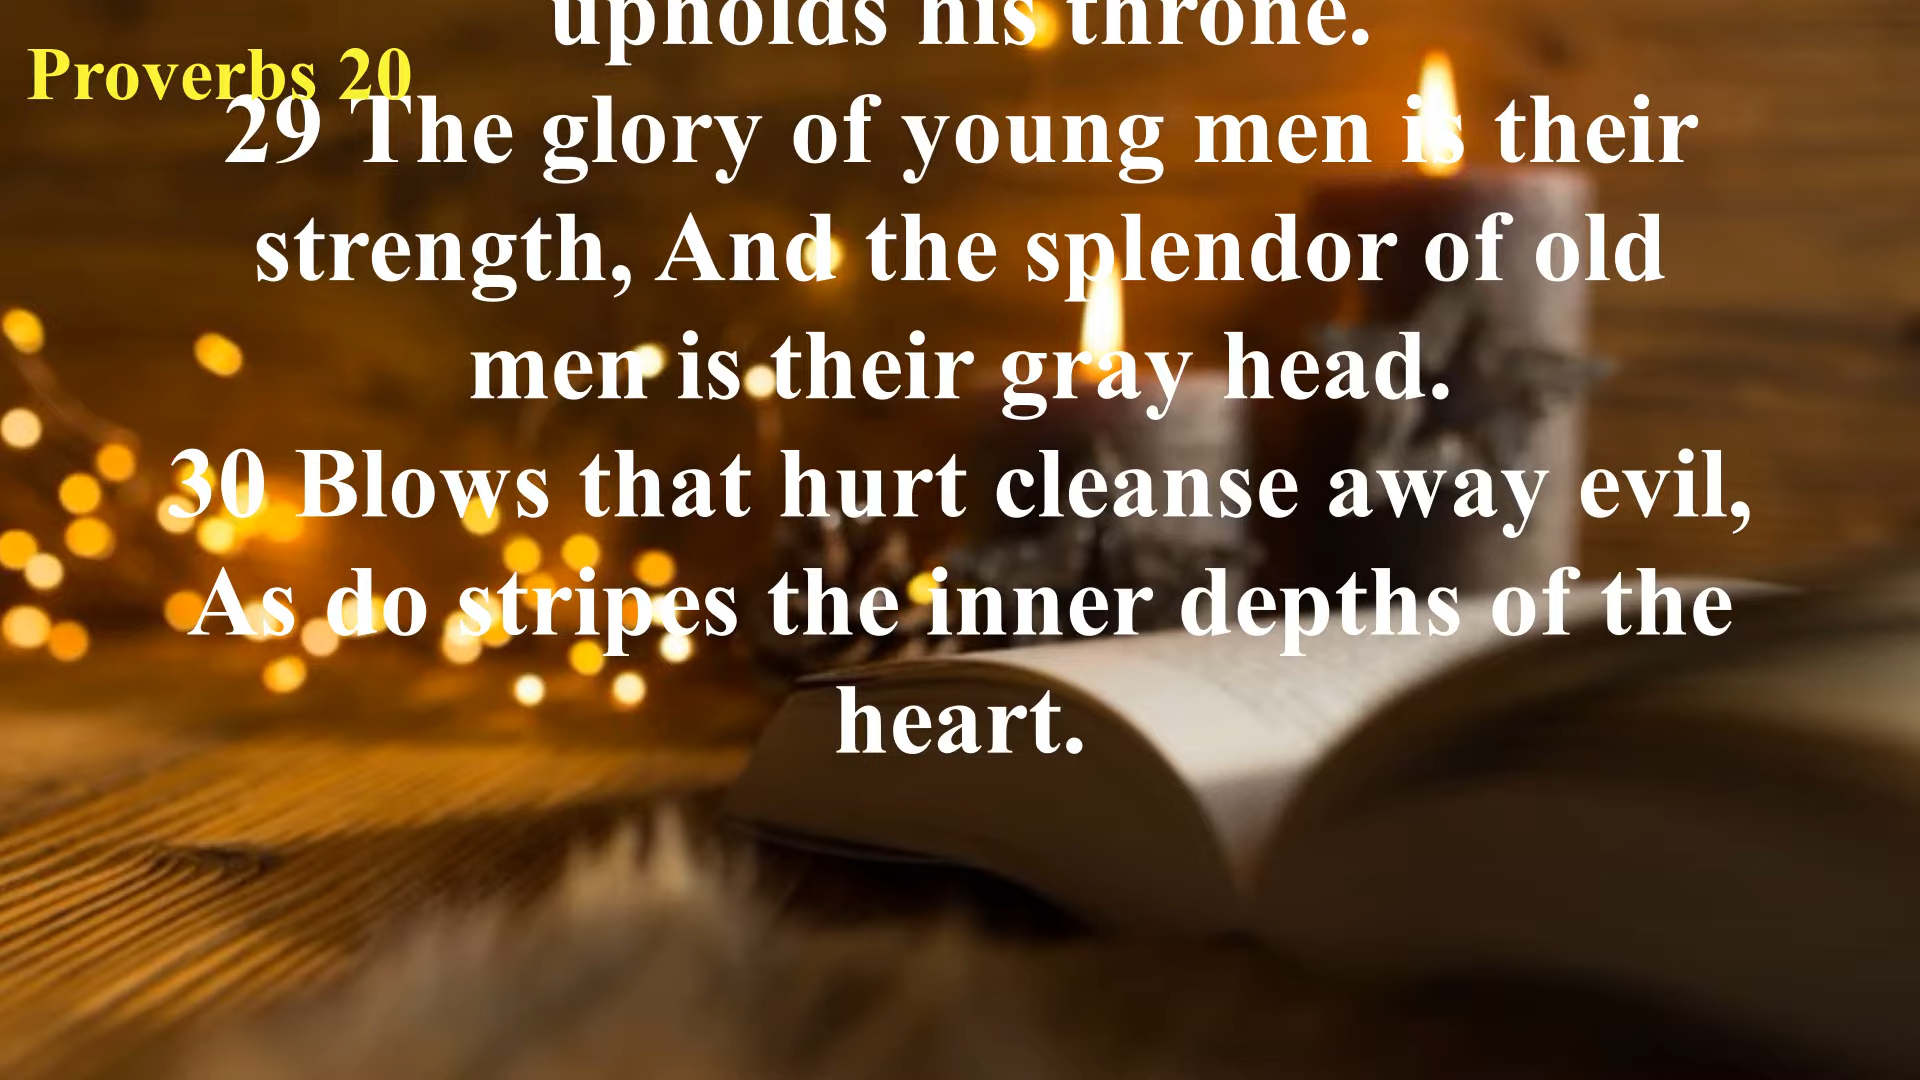 upholds his throne.
Proverbs 20
29 The glory of young men is their
strength, And the splendor of old
men is their gray head.
30 Blows that hurt cleanse away evil,
As do stripes the inner depths of the
heart.